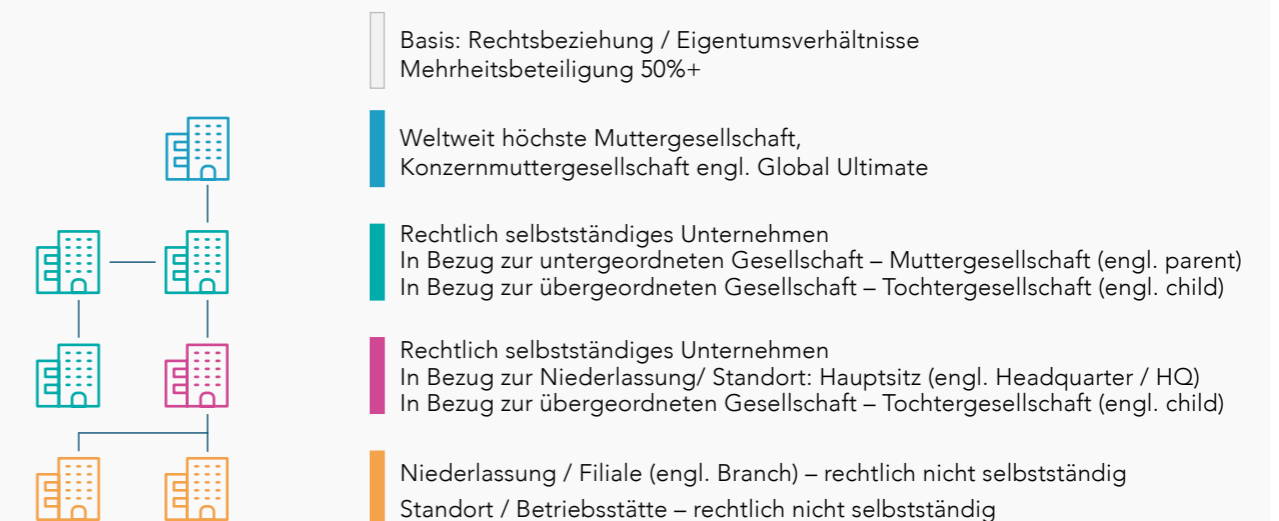 Basis: Rechtsbeziehung / Eigentumsverhältnisse
Mehrheitsbeteiligung 50%+
Weltweit höchste Muttergesellschaft,
Konzernmuttergesellschaft engl. Global Ultimate
Rechtlich selbstständiges Unternehmen
In Bezug zur untergeordneten Gesellschaft – Muttergesellschaft (engl. parent)
In Bezug zur übergeordneten Gesellschaft – Tochtergesellschaft (engl. child)
Rechtlich selbstständiges Unternehmen
In Bezug zur Niederlassung/ Standort: Hauptsitz (engl. Headquarter / HQ)
In Bezug zur übergeordneten Gesellschaft – Tochtergesellschaft (engl. child)
Niederlassung / Filiale (engl. Branch) – rechtlich nicht selbstständig
Standort / Betriebsstätte – rechtlich nicht selbstständig